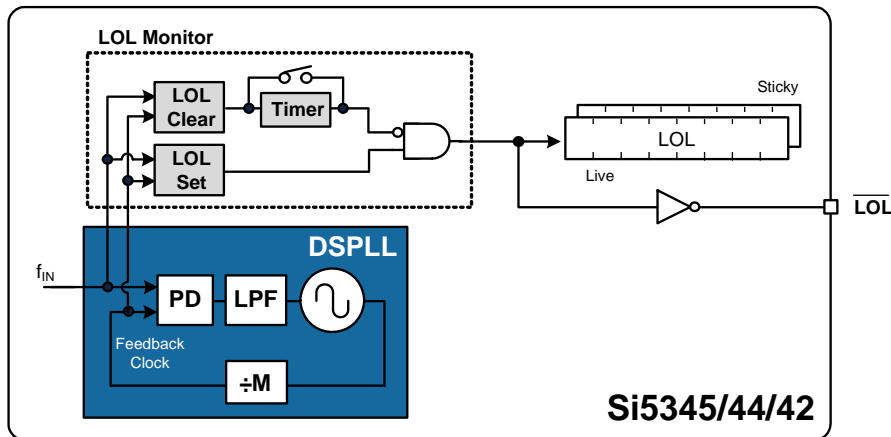 LOL Monitor
LOL
Clear
Timer
LOL
Set
Sticky
LOL
Live
LOL
DSPLL
fIN
PD
LPF
Feedback
Clock
÷M
Si5345/44/42